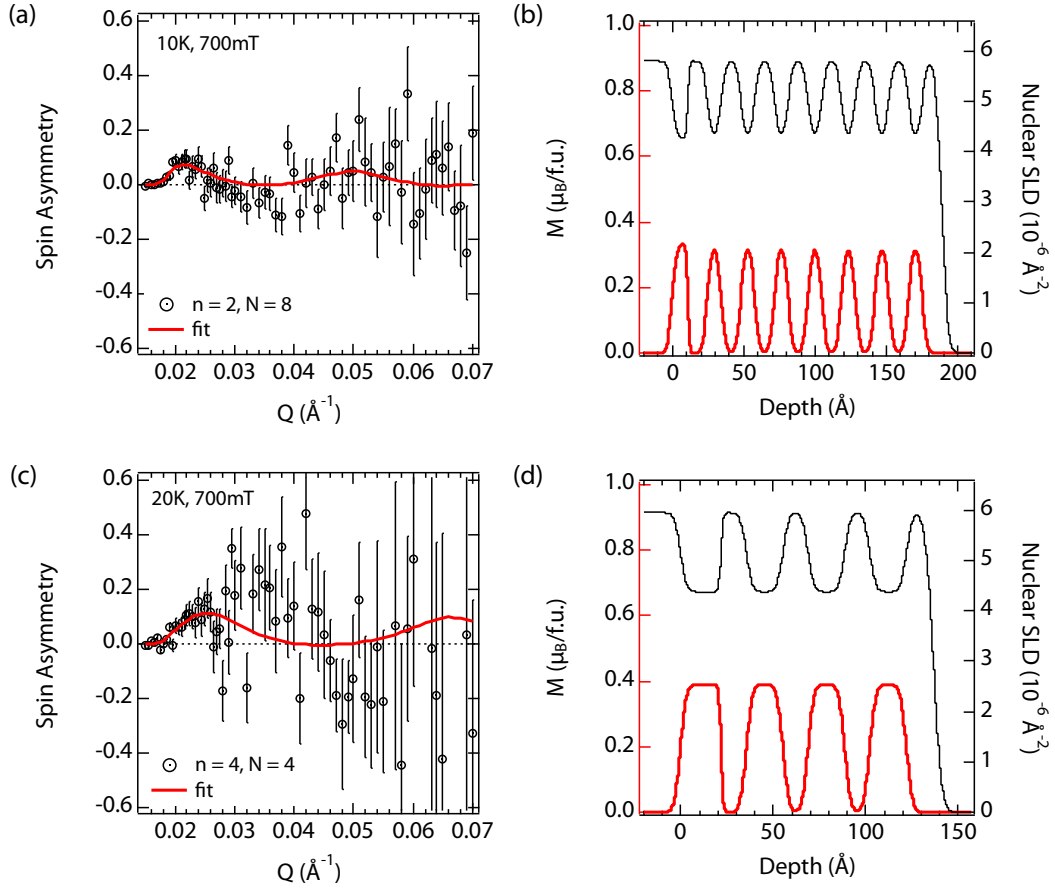 (a)
10K, 700mT
0.6
0.4
0.2
0.0
-0.2
-0.4
-0.6
Spin Asymmetry
n = 2, N = 8
fit
0.02 0.03 0.04 0.05 0.06 0.07
Q (Å⁻¹)
(b)
1.0
0.8
0.6
0.4
0.2
0.0
M (μB/f.u.)
6
5
4
3
2
1
0
Nuclear SLD (10⁻⁶ Å⁻²)
0 50 100 150 200
Depth (Å)
(c)
20K, 700mT
0.6
0.4
0.2
0.0
-0.2
-0.4
-0.6
Spin Asymmetry
n = 4, N = 4
fit
0.02 0.03 0.04 0.05 0.06 0.07
Q (Å⁻¹)
(d)
1.0
0.8
0.6
0.4
0.2
0.0
M (μB/f.u.)
6
5
4
3
2
1
0
Nuclear SLD (10⁻⁶ Å⁻²)
0 50 100 150
Depth (Å)